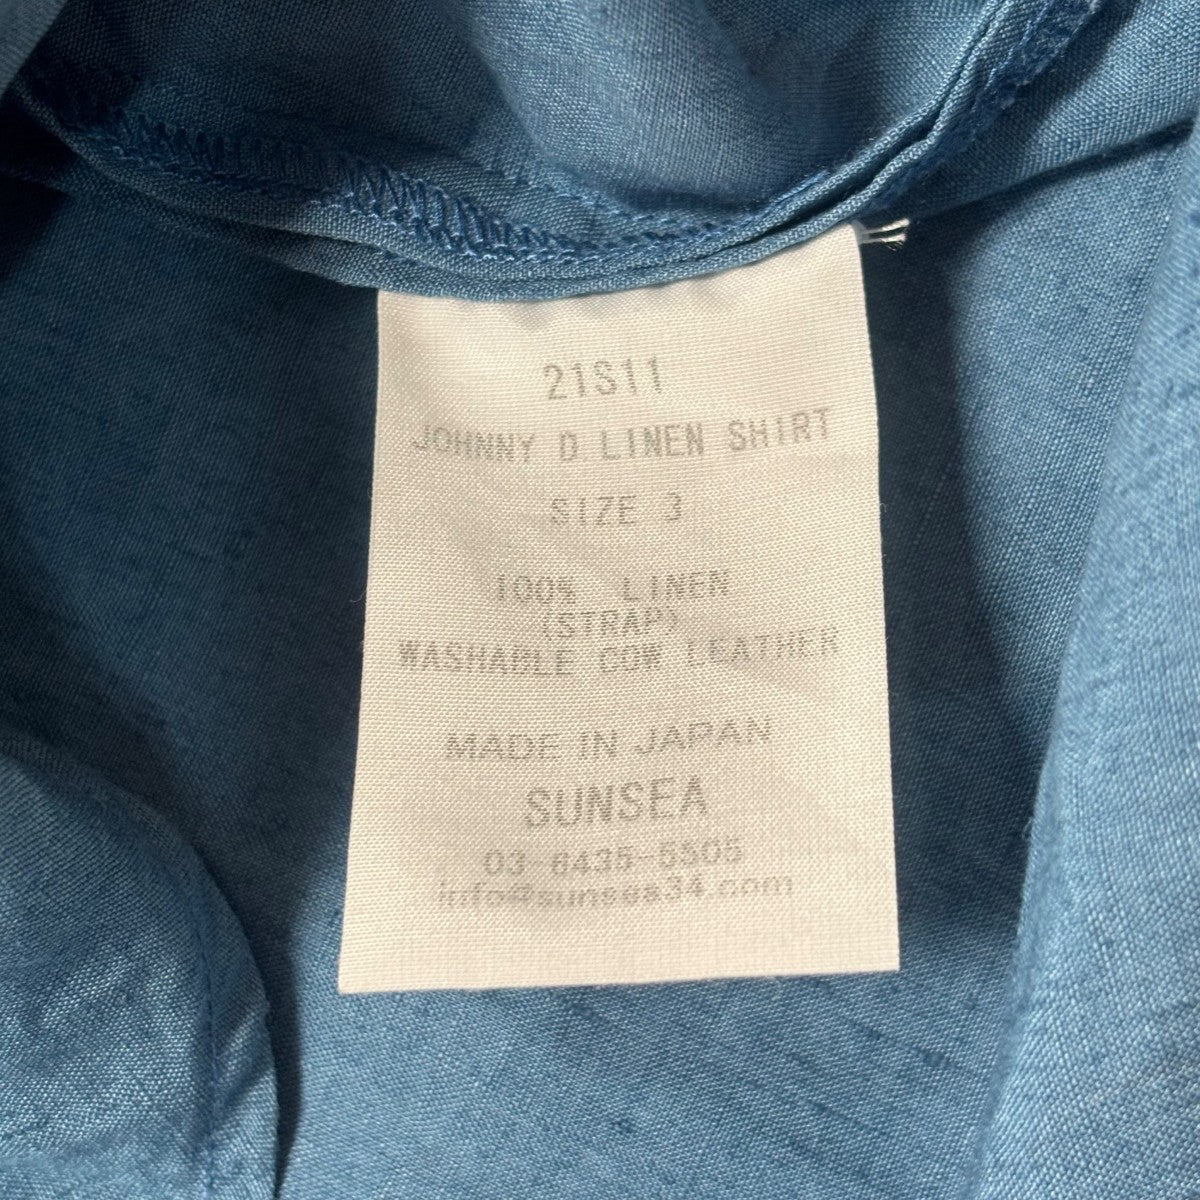 21S11
JOHNNY D LINEN SHIRT
SIZE 3
100% LINEN
(STRAP)
WASHABLE COW LEATHER
MADE IN JAPAN
SUNSEA
03-6435-5505
info@sunsea34.com